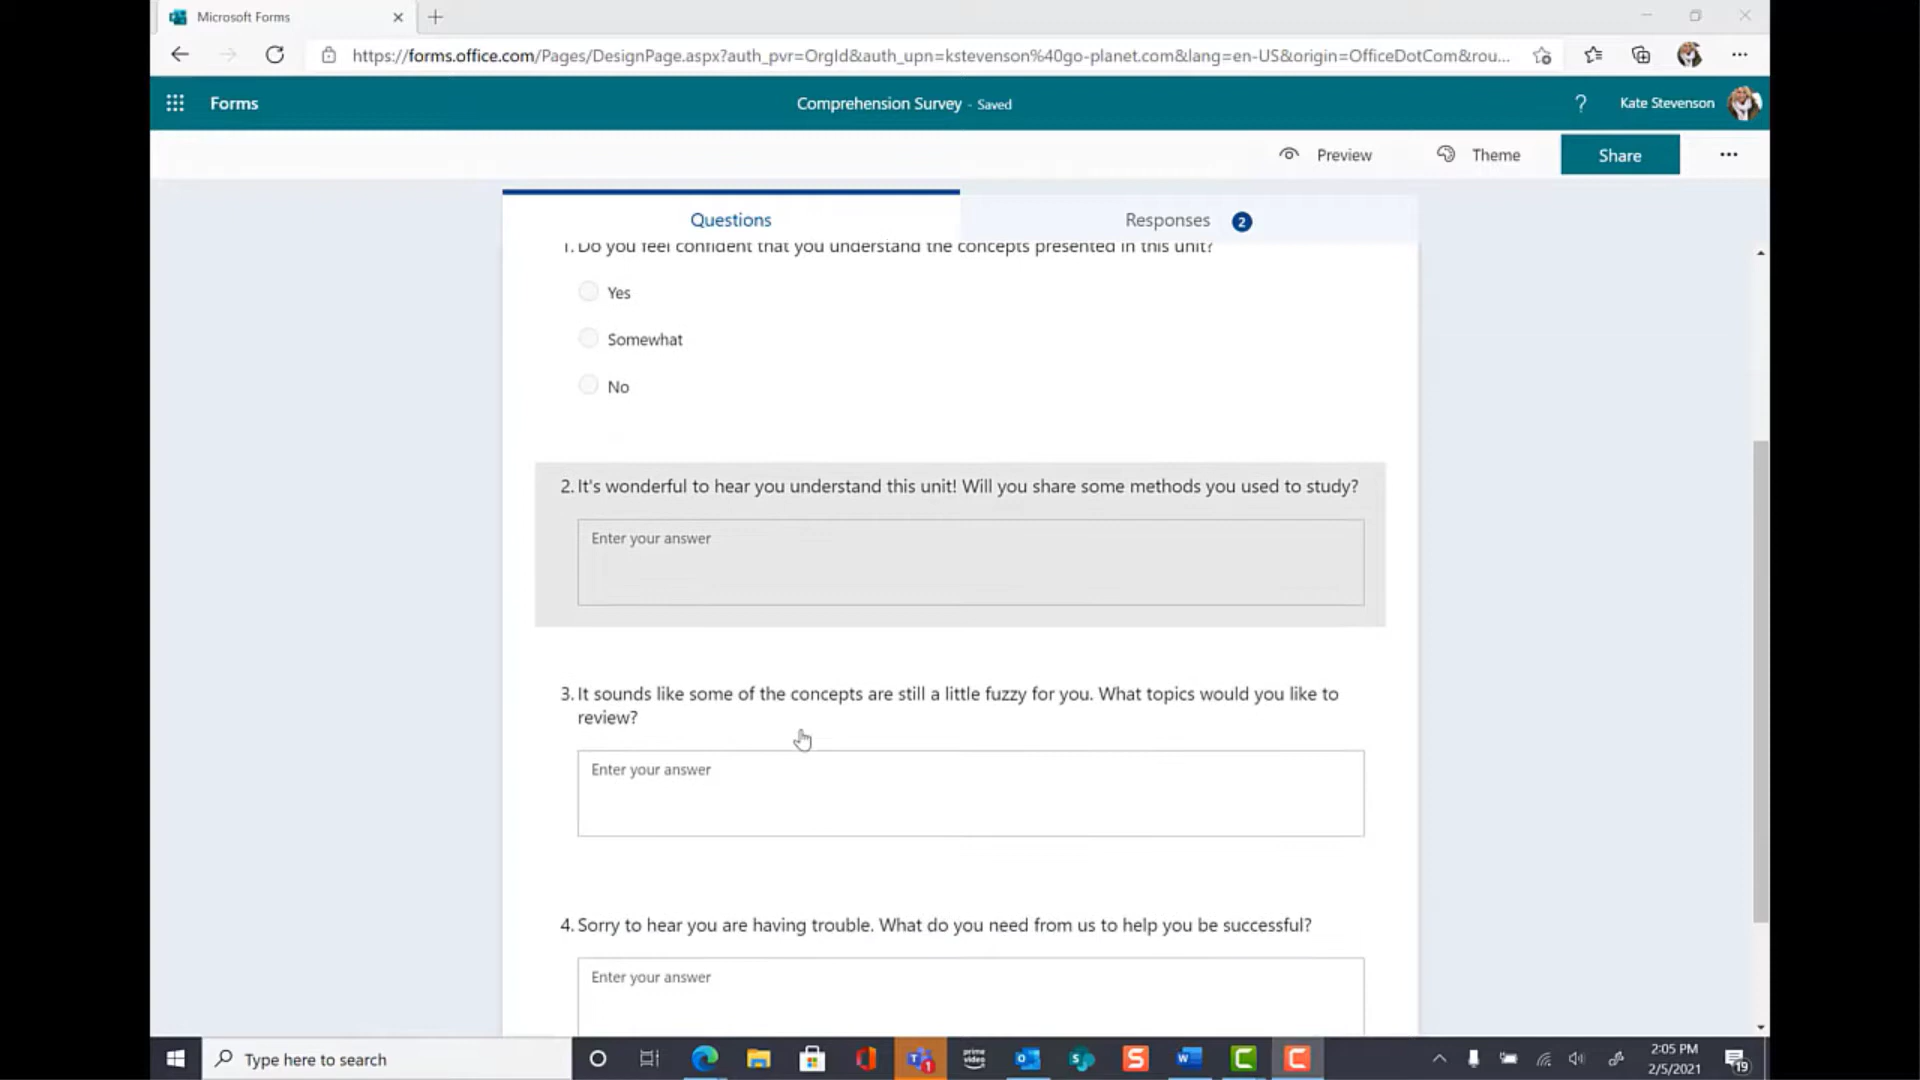 Microsoft Forms
https://forms.office.com/Pages/DesignPage.aspx?auth_pvr=OrgId&auth_upn=kstevenson%40go-planet.com&lang=en-US&origin=OfficeDotCom&rou...
Forms
Comprehension Survey - Saved
? Kate Stevenson
Preview
Theme
Share
Questions
Responses 2
1. Do you feel confident that you understand the concepts presented in this unit?
Yes
Somewhat
No
2. It's wonderful to hear you understand this unit! Will you share some methods you used to study?
Enter your answer
3. It sounds like some of the concepts are still a little fuzzy for you. What topics would you like to
review?
Enter your answer
4. Sorry to hear you are having trouble. What do you need from us to help you be successful?
Enter your answer
Type here to search
T 1
prime
video
S
S
W
C
C
2:05 PM
2/5/2021
19